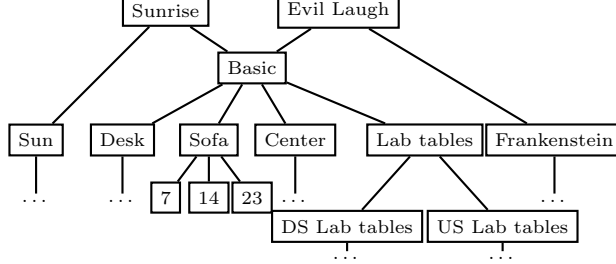 Sunrise Evil Laugh
Basic
Sun Desk Sofa Center Lab tables Frankenstein
... ... 7 14 23 ... ...
DS Lab tables US Lab tables
... ...